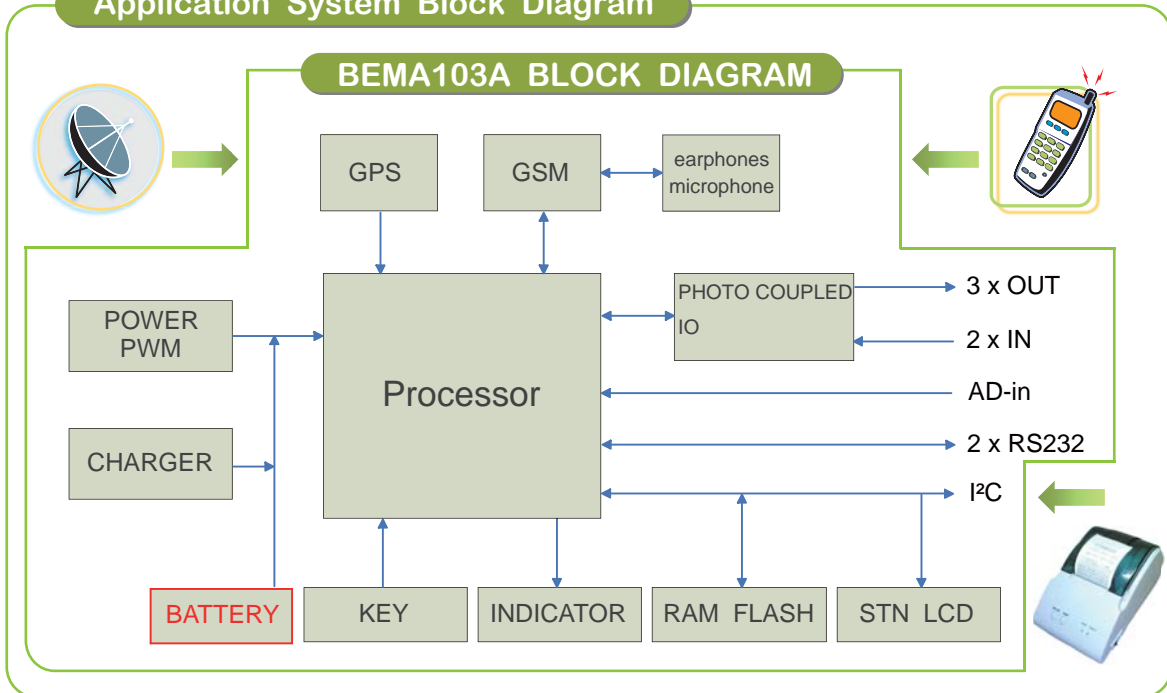 Application System Block Diagram
BEMA103A BLOCK DIAGRAM
GPS
GSM
earphones
microphone
POWER
PWM
PHOTO COUPLED
IO
3 x OUT
2 x IN
Processor
AD-in
CHARGER
2 x RS232
I²C
BATTERY
KEY
INDICATOR
RAM FLASH
STN LCD